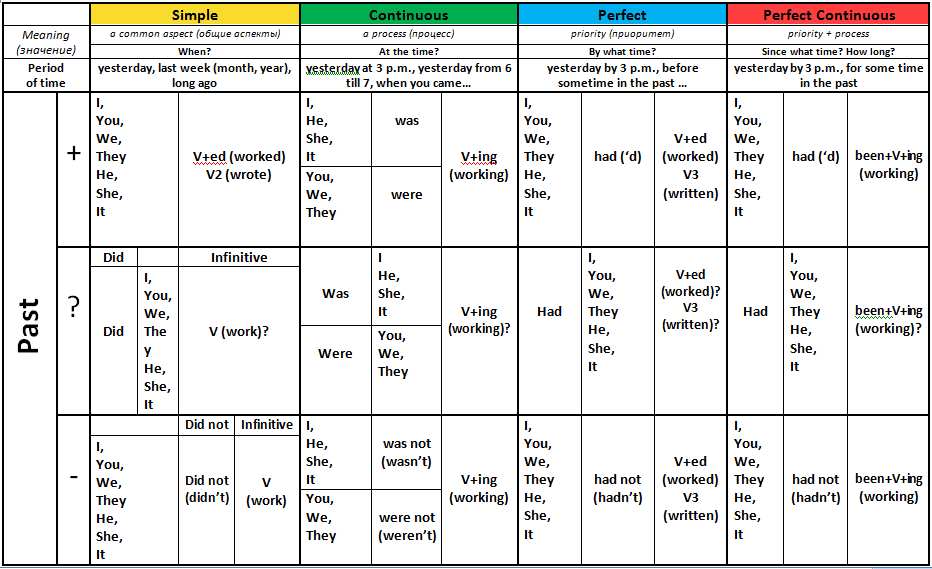 Simple Continuous Perfect Perfect Continuous
Meaning
(значение)
a common aspect (общие аспекты) a process (процесс) priority (приоритет) priority + process
When? At the time? By what time? Since what time? How long?
Period
of time
yesterday, last week (month, year),
long ago
yesterday at 3 p.m., yesterday from 6
till 7, when you came...
yesterday by 3 p.m., before
sometime in the past ...
yesterday by 3 p.m., for some time
in the past
Past
+
I,
You,
We,
They
He,
She,
It
V+ed (worked)
V2 (wrote)
I,
He,
She,
It
was
You,
We,
They
were
V+ing
(working)
I,
You,
We,
They
He,
She,
It
had (‘d)
V+ed
(worked)
V3
(written)
I,
You,
We,
They
He,
She,
It
had (‘d)
been+V+ing
(working)
?
Did Infinitive
Did
I,
You,
We,
The
y
He,
She,
It
V (work)?
Was
I
He,
She,
It
Were
You,
We,
They
V+ing
(working)?
Had
I,
You,
We,
They
He,
She,
It
V+ed
(worked)?
V3
(written)?
Had
I,
You,
We,
They
He,
She,
It
been+V+ing
(working)?
-
Did not Infinitive
I,
You,
We,
They
He,
She,
It
Did not
(didn’t)
V
(work)
I,
He,
She,
It
was not
(wasn’t)
You,
We,
They
were not
(weren’t)
V+ing
(working)
I,
You,
We,
They
He,
She,
It
had not
(hadn’t)
V+ed
(worked)
V3
(written)
I,
You,
We,
They
He,
She,
It
had not
(hadn’t)
been+V+ing
(working)